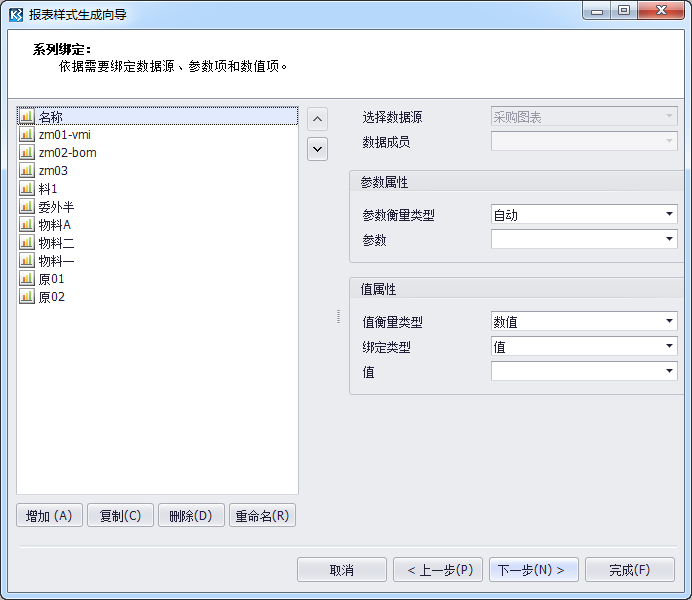 报表样式生成向导
系列绑定：
依据需要绑定数据源、参数项和数值项。
名称
zm01-vmi
zm02-bom
zm03
料1
委外半
物料A
物料二
物料一
原01
原02
选择数据源 采购图表
数据成员
参数属性
参数衡量类型 自动
参数
值属性
值衡量类型 数值
绑定类型 值
值
增加 (A) 复制(C) 删除(D) 重命名(R)
取消 < 上一步(P) 下一步(N) > 完成(F)